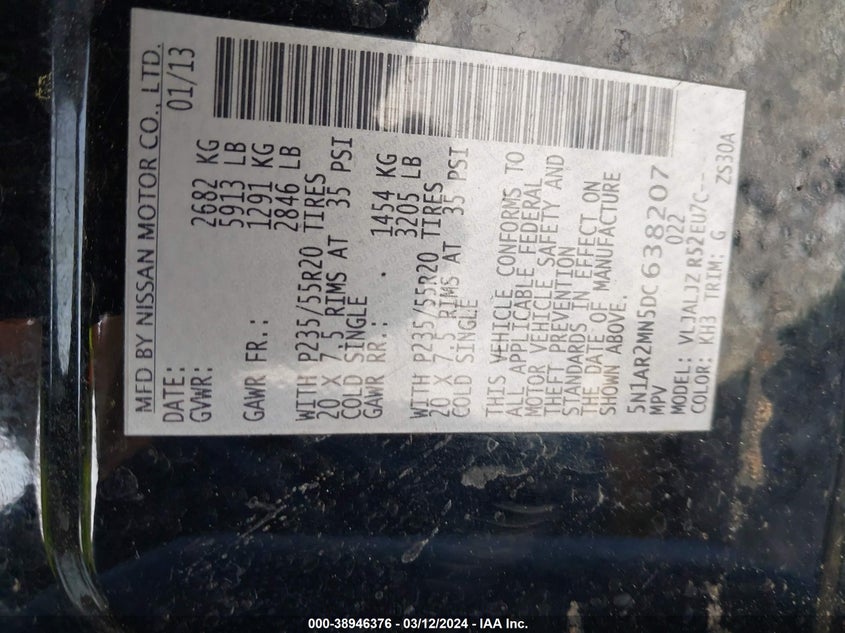 MFD BY NISSAN MOTOR CO., LTD.
DATE: 01/13
GVWR: 2682 KG
5913 LB
GAWR FR.: 1291 KG
2846 LB
WITH P235/55R20 TIRES
20 X 7.5 RIMS AT 35 PSI
COLD SINGLE
GAWR RR.: 1454 KG
3205 LB
WITH P235/55R20 TIRES
20 X 7.5 RIMS AT 35 PSI
COLD SINGLE
THIS VEHICLE CONFORMS TO
ALL APPLICABLE FEDERAL
MOTOR VEHICLE SAFETY AND
THEFT PREVENTION
STANDARDS IN EFFECT ON
THE DATE OF MANUFACTURE
SHOWN ABOVE.
5N1AR2MN5DC638207
MPV 022
MODEL: VLJALJZ R52EU7C--
COLOR: KH3 TRIM: G ZS30A
000-38946376 - 03/12/2024 - IAA Inc.